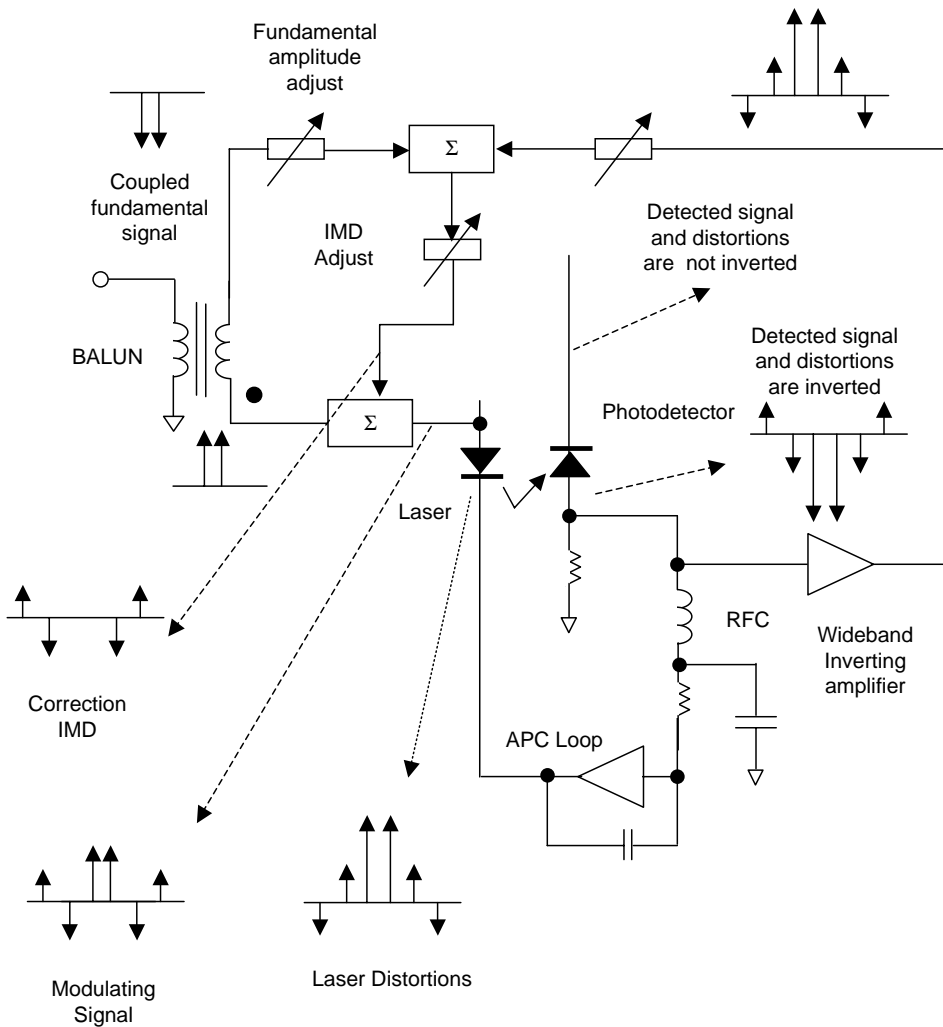 Fundamental
amplitude
adjust
Σ
Coupled
fundamental
signal
IMD
Adjust
Detected signal
and distortions
are not inverted
BALUN
Detected signal
and distortions
are inverted
Photodetector
Σ
Laser
RFC
Wideband
Inverting
amplifier
Correction
IMD
APC Loop
Laser Distortions
Modulating
Signal